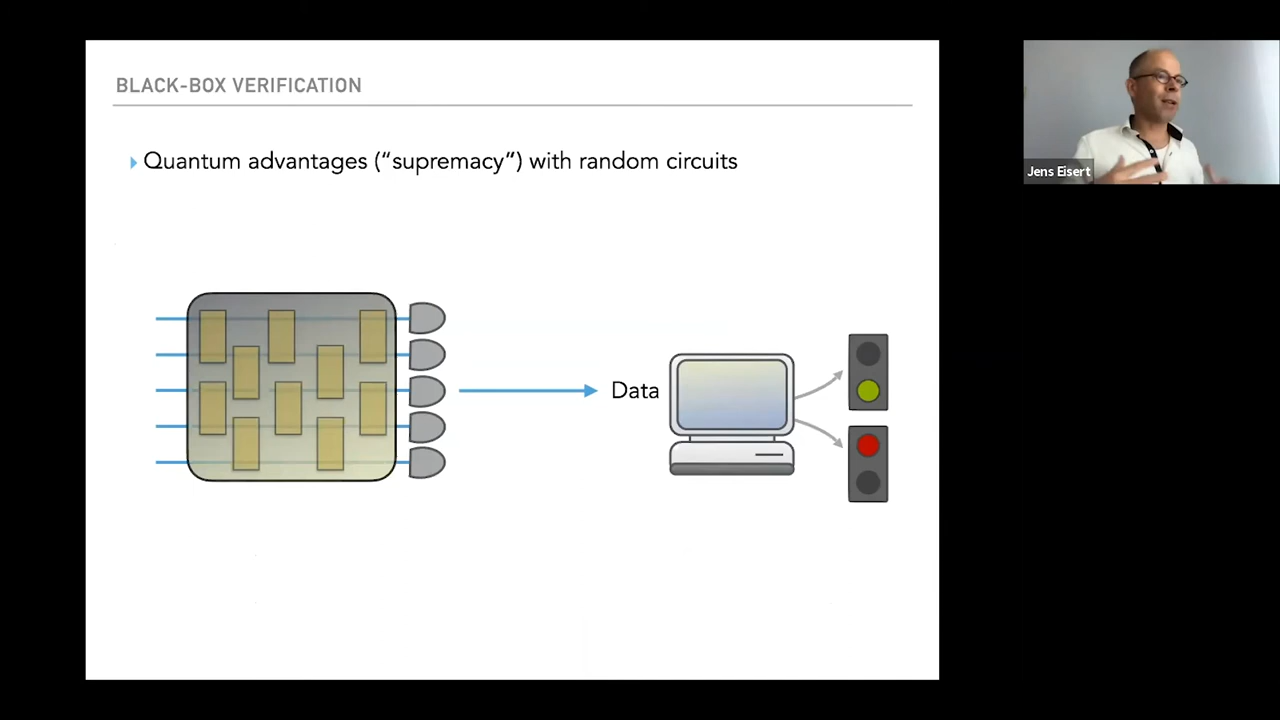 BLACK-BOX VERIFICATION
Quantum advantages (“supremacy”) with random circuits
Data
Jens Eisert